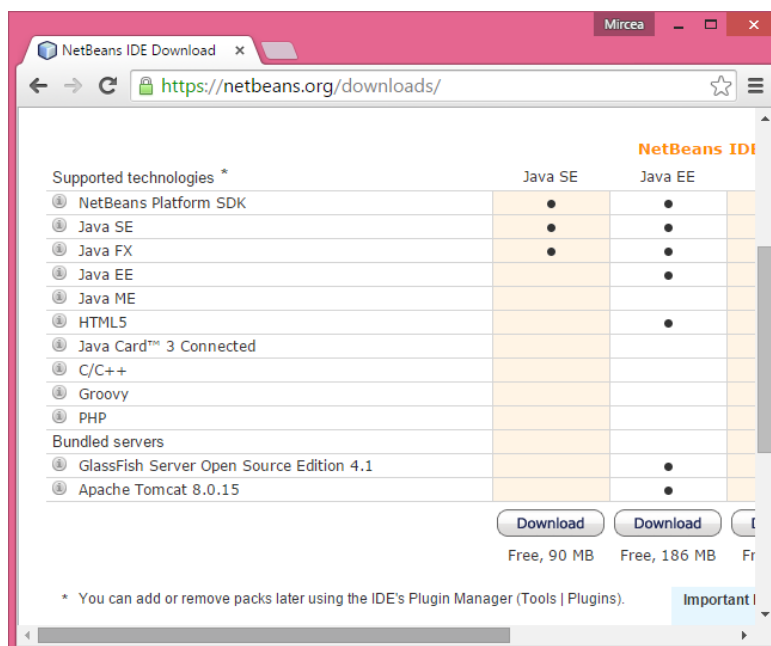 Mircea
NetBeans IDE Download
https://netbeans.org/downloads/
NetBeans IDE
Supported technologies * Java SE Java EE
NetBeans Platform SDK • •
Java SE • •
Java FX • •
Java EE •
Java ME
HTML5 •
Java Card™ 3 Connected
C/C++
Groovy
PHP
Bundled servers
GlassFish Server Open Source Edition 4.1 •
Apache Tomcat 8.0.15 •
Download Download
Free, 90 MB Free, 186 MB Fr
* You can add or remove packs later using the IDE's Plugin Manager (Tools | Plugins).
Important